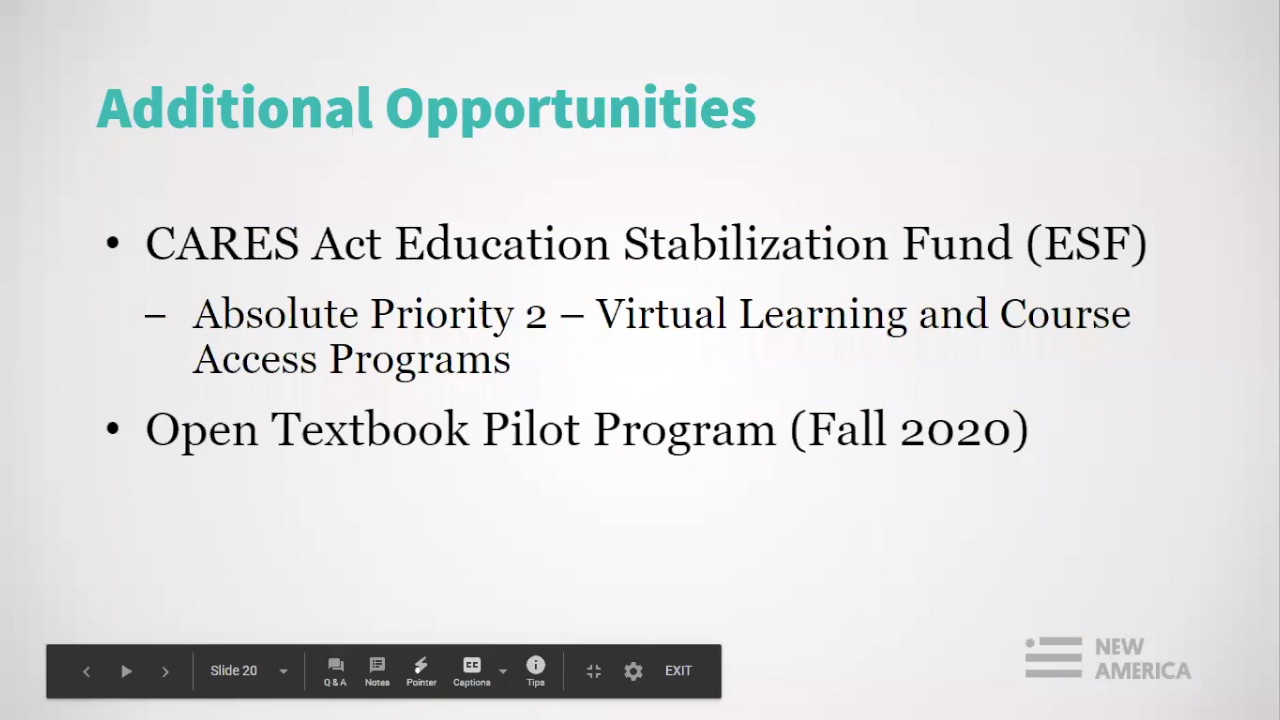 Additional Opportunities
• CARES Act Education Stabilization Fund (ESF)
– Absolute Priority 2 – Virtual Learning and Course
Access Programs
• Open Textbook Pilot Program (Fall 2020)
NEW
AMERICA
Slide 20
Q & A Notes Pointer CC Captions Tips EXIT